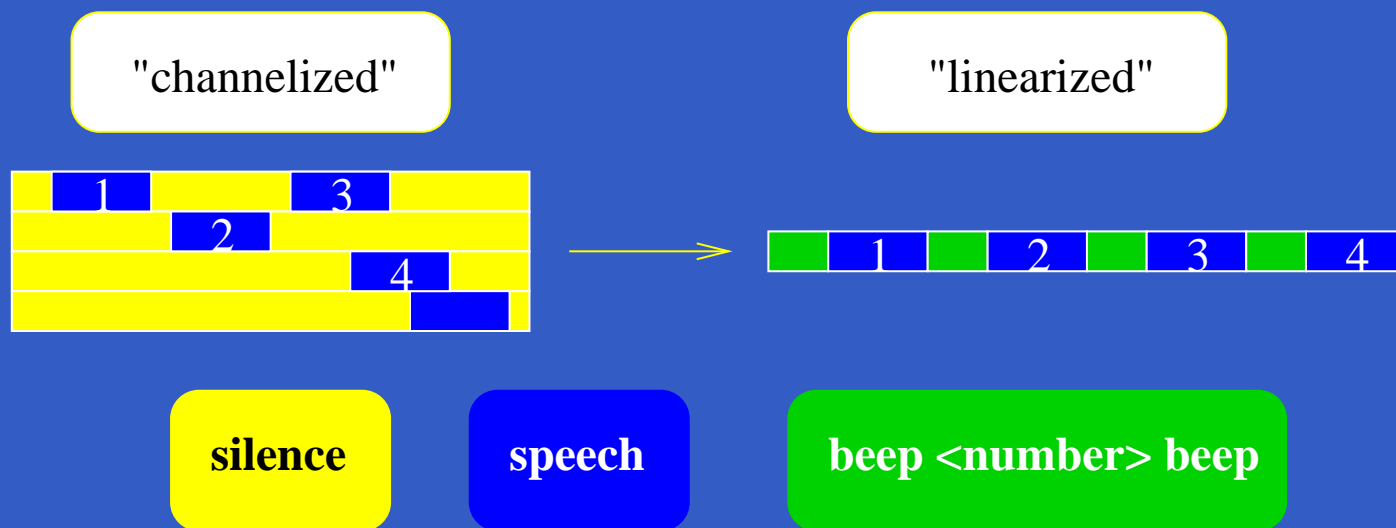 "channelized" "linearized"
1 3
2
1 2 3 4
4
silence speech beep <number> beep